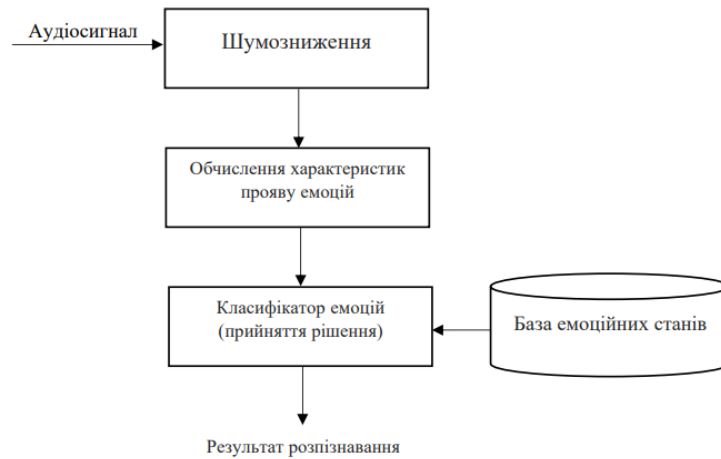 Аудіосигнал
Шумозниження
Обчислення характеристик
прояву емоцій
Класифікатор емоцій
(прийняття рішення)
База емоційних станів
Результат розпізнавання